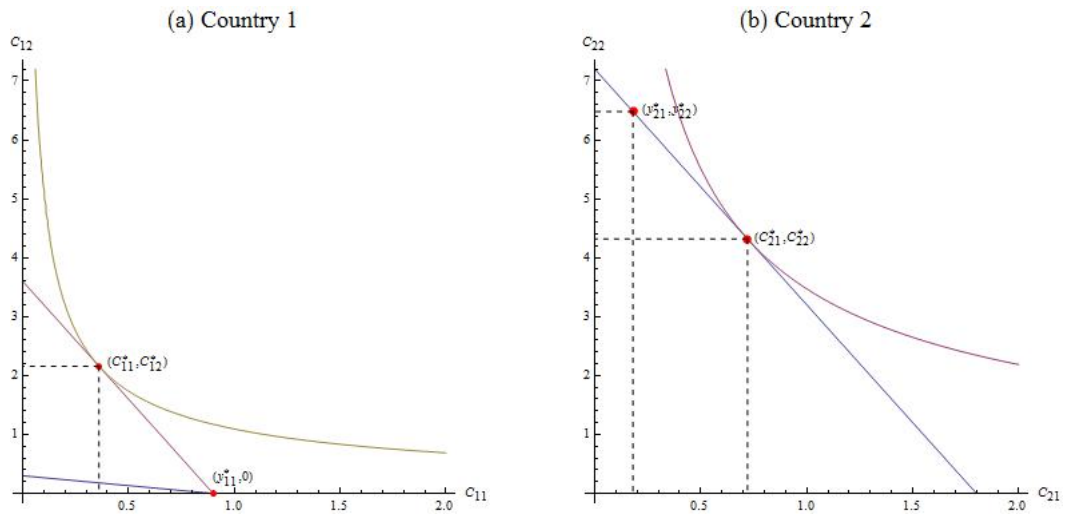 (a) Country 1
C12
7
6
5
4
3
2
1
(C*11,C*12)
(y*11,0)
0.5
1.0
1.5
2.0
C11
(b) Country 2
C22
7
6
5
4
3
2
1
(y*21,y*22)
(C*21,C*22)
0.5
1.0
1.5
2.0
C21